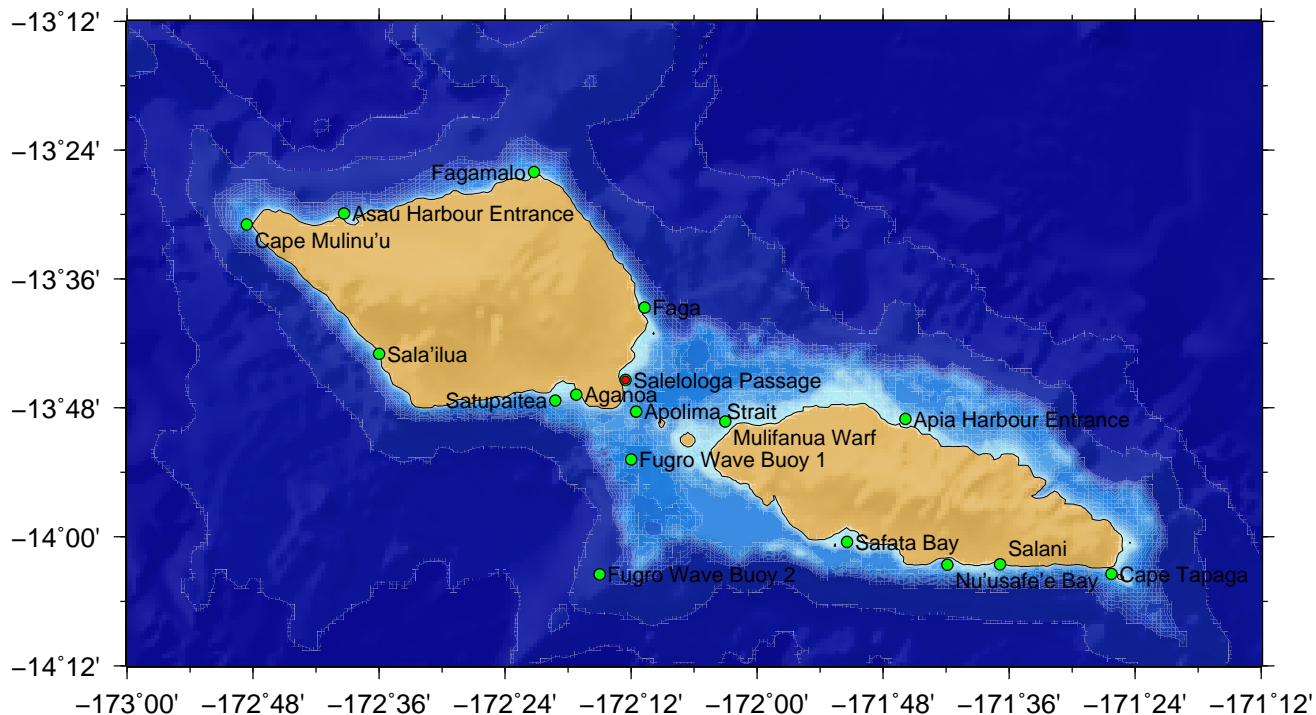 −13˚12'
−13˚24'
−13˚36'
−13˚48'
−14˚00'
−14˚12'
Fagamalo
Asau Harbour Entrance
Cape Mulinu'u
Faga
Sala'ilua
Salelologa Passage
Aganoa
Satupaitea
Apolima Strait
Apia Harbour Entrance
Mulifanua Warf
Fugro Wave Buoy 1
Safata Bay
Salani
Fugro Wave Buoy 2
Nu'usafe'e Bay
Cape Tapaga
−173˚00'
−172˚48'
−172˚36'
−172˚24'
−172˚12'
−172˚00'
−171˚48'
−171˚36'
−171˚24'
−171˚12'